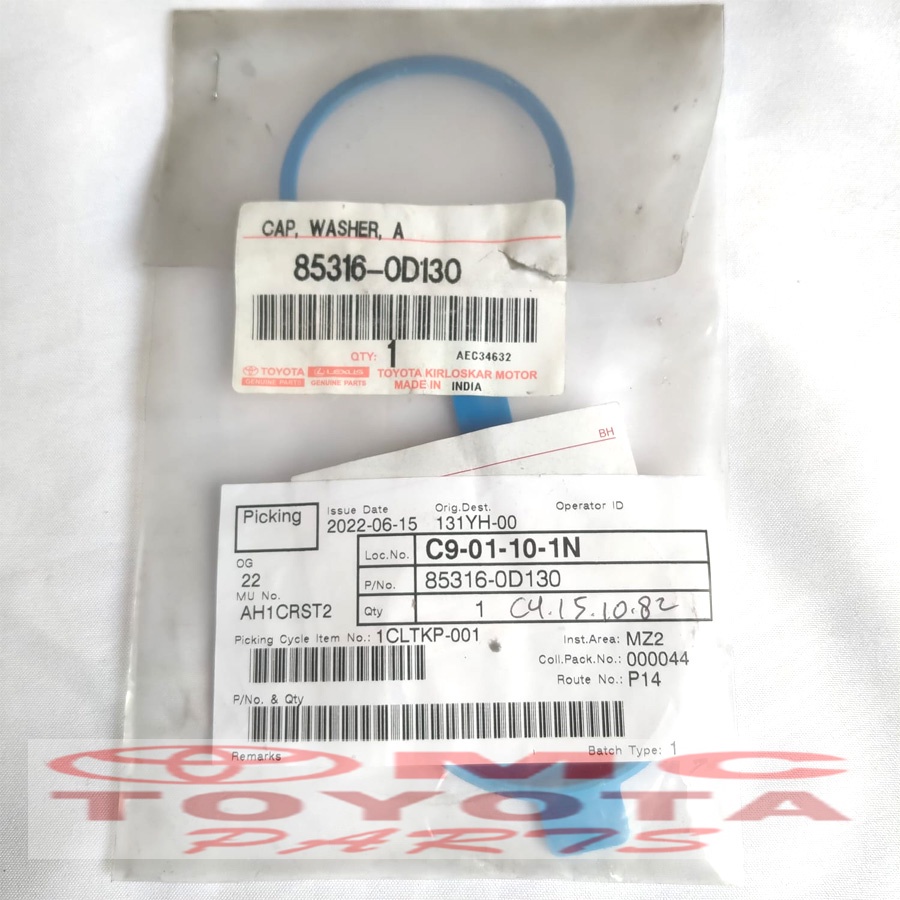 CAP, WASHER, A
85316-0D130
QTY: 1 AEC34632
TOYOTA LEXUS TOYOTA KIRLOSKAR MOTOR
GENUINE PARTS GENUINE PARTS MADE IN INDIA
BH
Picking
Issue Date Orig.Dest. Operator ID
2022-06-15 131YH-00
Loc.No. C9-01-10-1N
OG
22
P/No. 85316-0D130
MU No.
AH1CRST2
Qty 1 C4.15.10.82
Picking Cycle Item No.: 1CLTKP-001
Inst.Area: MZ2
Coll.Pack.No.: 000044
Route No.: P14
P/No. & Qty
Remarks Batch Type: 1
OMC
TOYOTA
PARTS